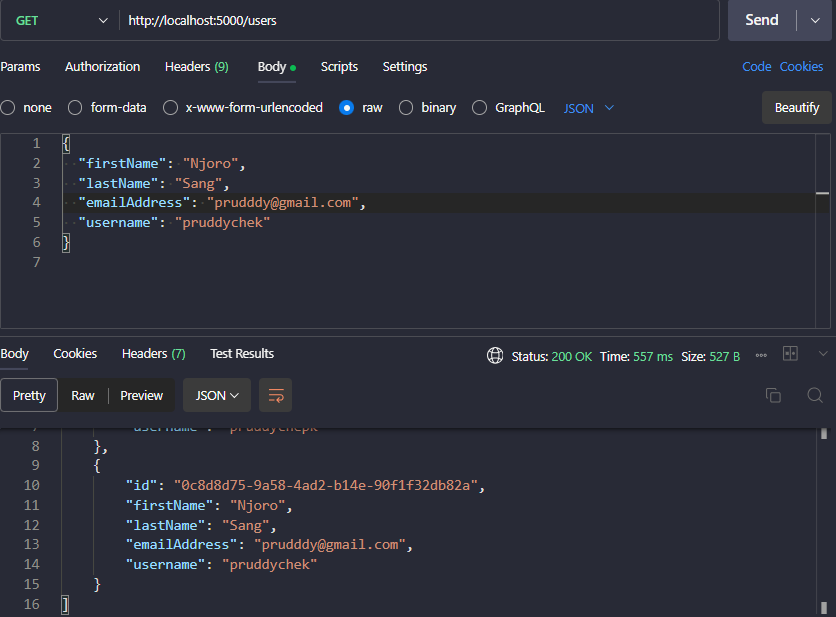 GET http://localhost:5000/users Send
Params Authorization Headers (9) Body Scripts Settings Code Cookies
none form-data x-www-form-urlencoded raw binary GraphQL JSON Beautify
1 {
2 "firstName": "Njoro",
3 "lastName": "Sang",
4 "emailAddress": "prudddy@gmail.com",
5 "username": "pruddychek"
6 }
7
Body Cookies Headers (7) Test Results Status: 200 OK Time: 557 ms Size: 527 B
Pretty Raw Preview JSON
7 "username": "pruddychepk"
8 },
9 {
10 "id": "0c8d8d75-9a58-4ad2-b14e-90f1f32db82a",
11 "firstName": "Njoro",
12 "lastName": "Sang",
13 "emailAddress": "prudddy@gmail.com",
14 "username": "pruddychek"
15 }
16 ]